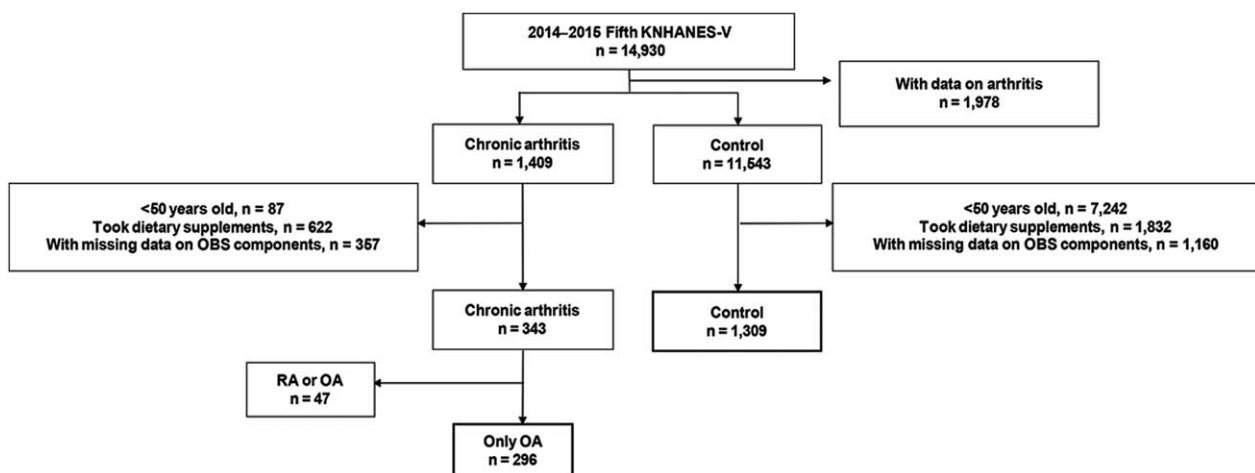 2014–2015 Fifth KNHANES-V
n = 14,930
With data on arthritis
n = 1,978
Chronic arthritis
n = 1,409
Control
n = 11,543
<50 years old, n = 87
Took dietary supplements, n = 622
With missing data on OBS components, n = 357
<50 years old, n = 7,242
Took dietary supplements, n = 1,832
With missing data on OBS components, n = 1,160
Chronic arthritis
n = 343
Control
n = 1,309
RA or OA
n = 47
Only OA
n = 296